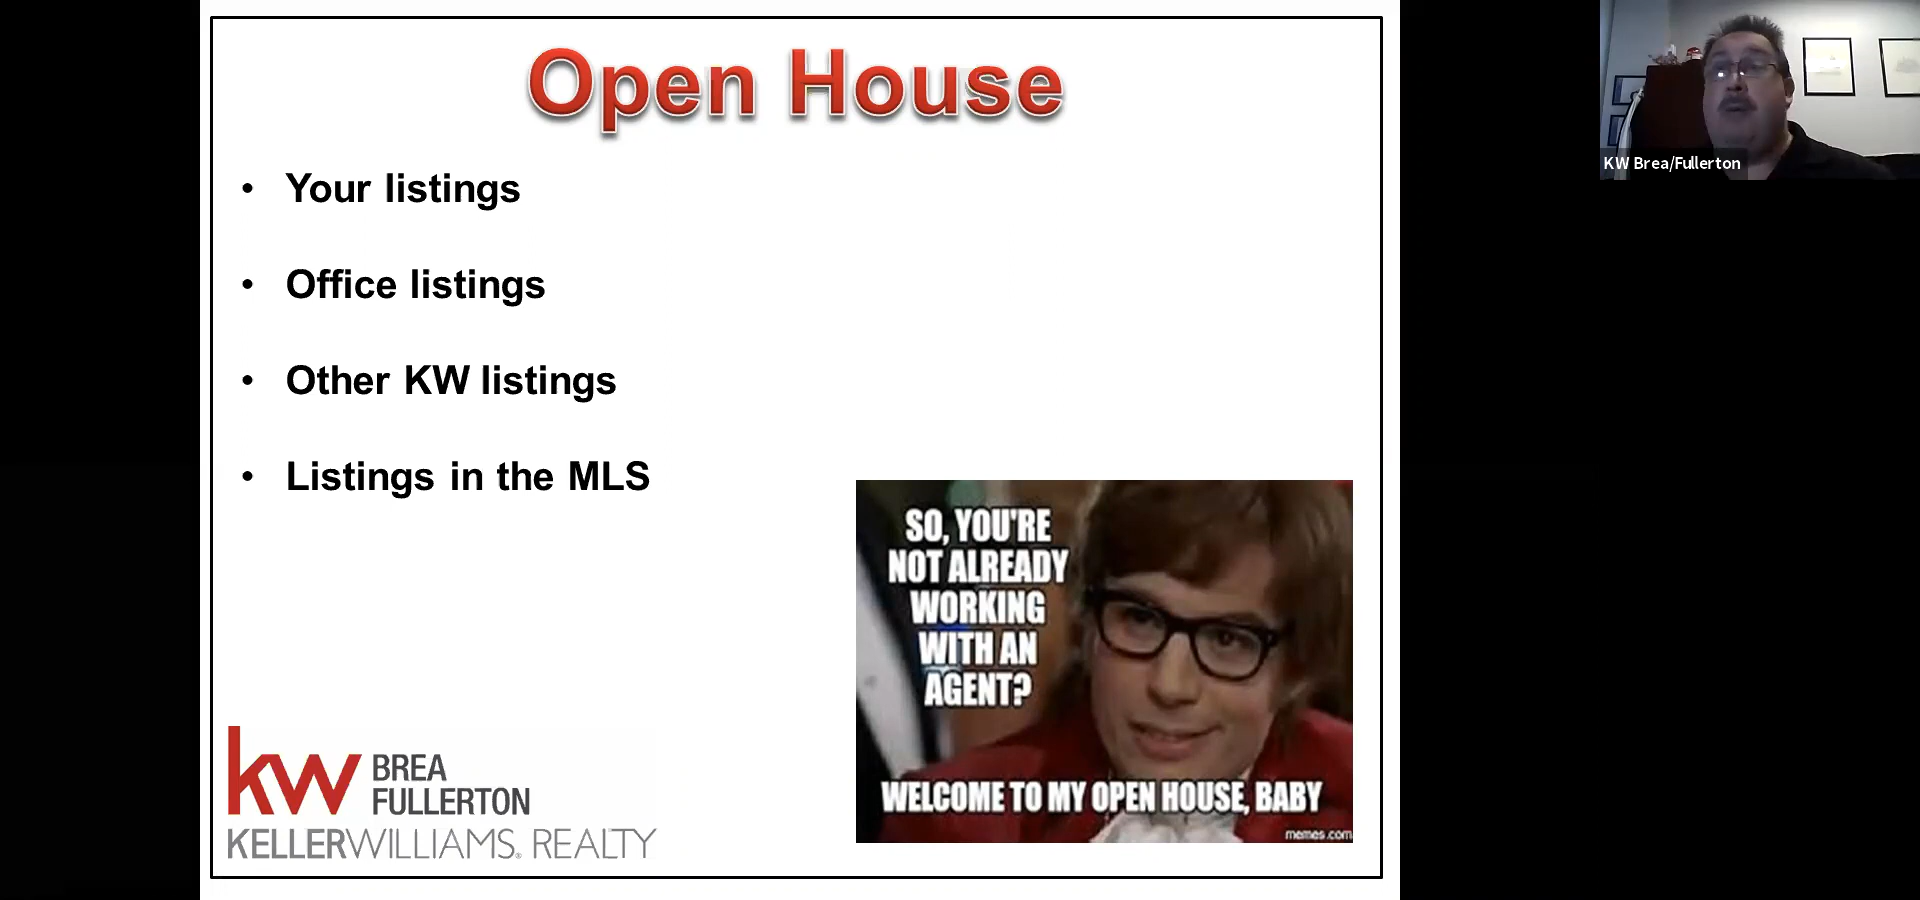 Open House
• Your listings
• Office listings
• Other KW listings
• Listings in the MLS
SO, YOU'RE
NOT ALREADY
WORKING
WITH AN
AGENT?
WELCOME TO MY OPEN HOUSE, BABY
memes.com
kw BREA
FULLERTON
KELLERWILLIAMS. REALTY
KW Brea/Fullerton